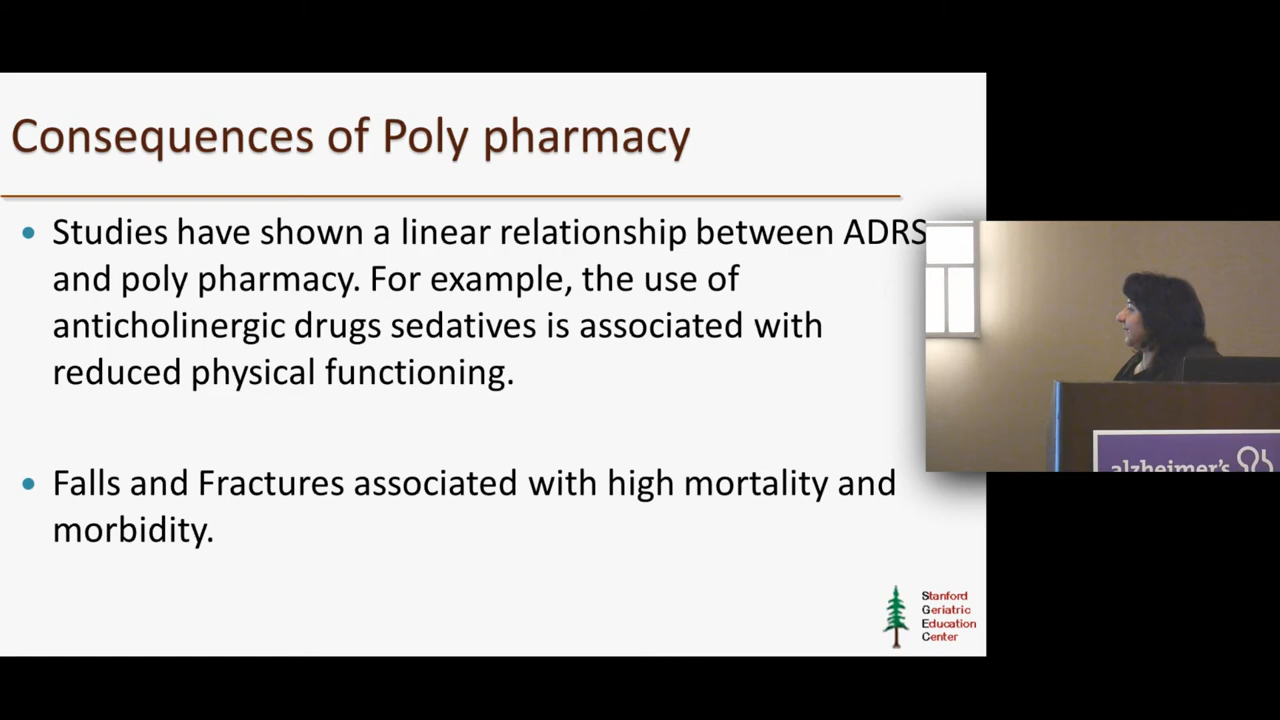 Consequences of Poly pharmacy
Studies have shown a linear relationship between ADRS
and poly pharmacy. For example, the use of
anticholinergic drugs sedatives is associated with
reduced physical functioning.
Falls and Fractures associated with high mortality and
morbidity.
alzheimer's
Stanford
Geriatric
Education
Center